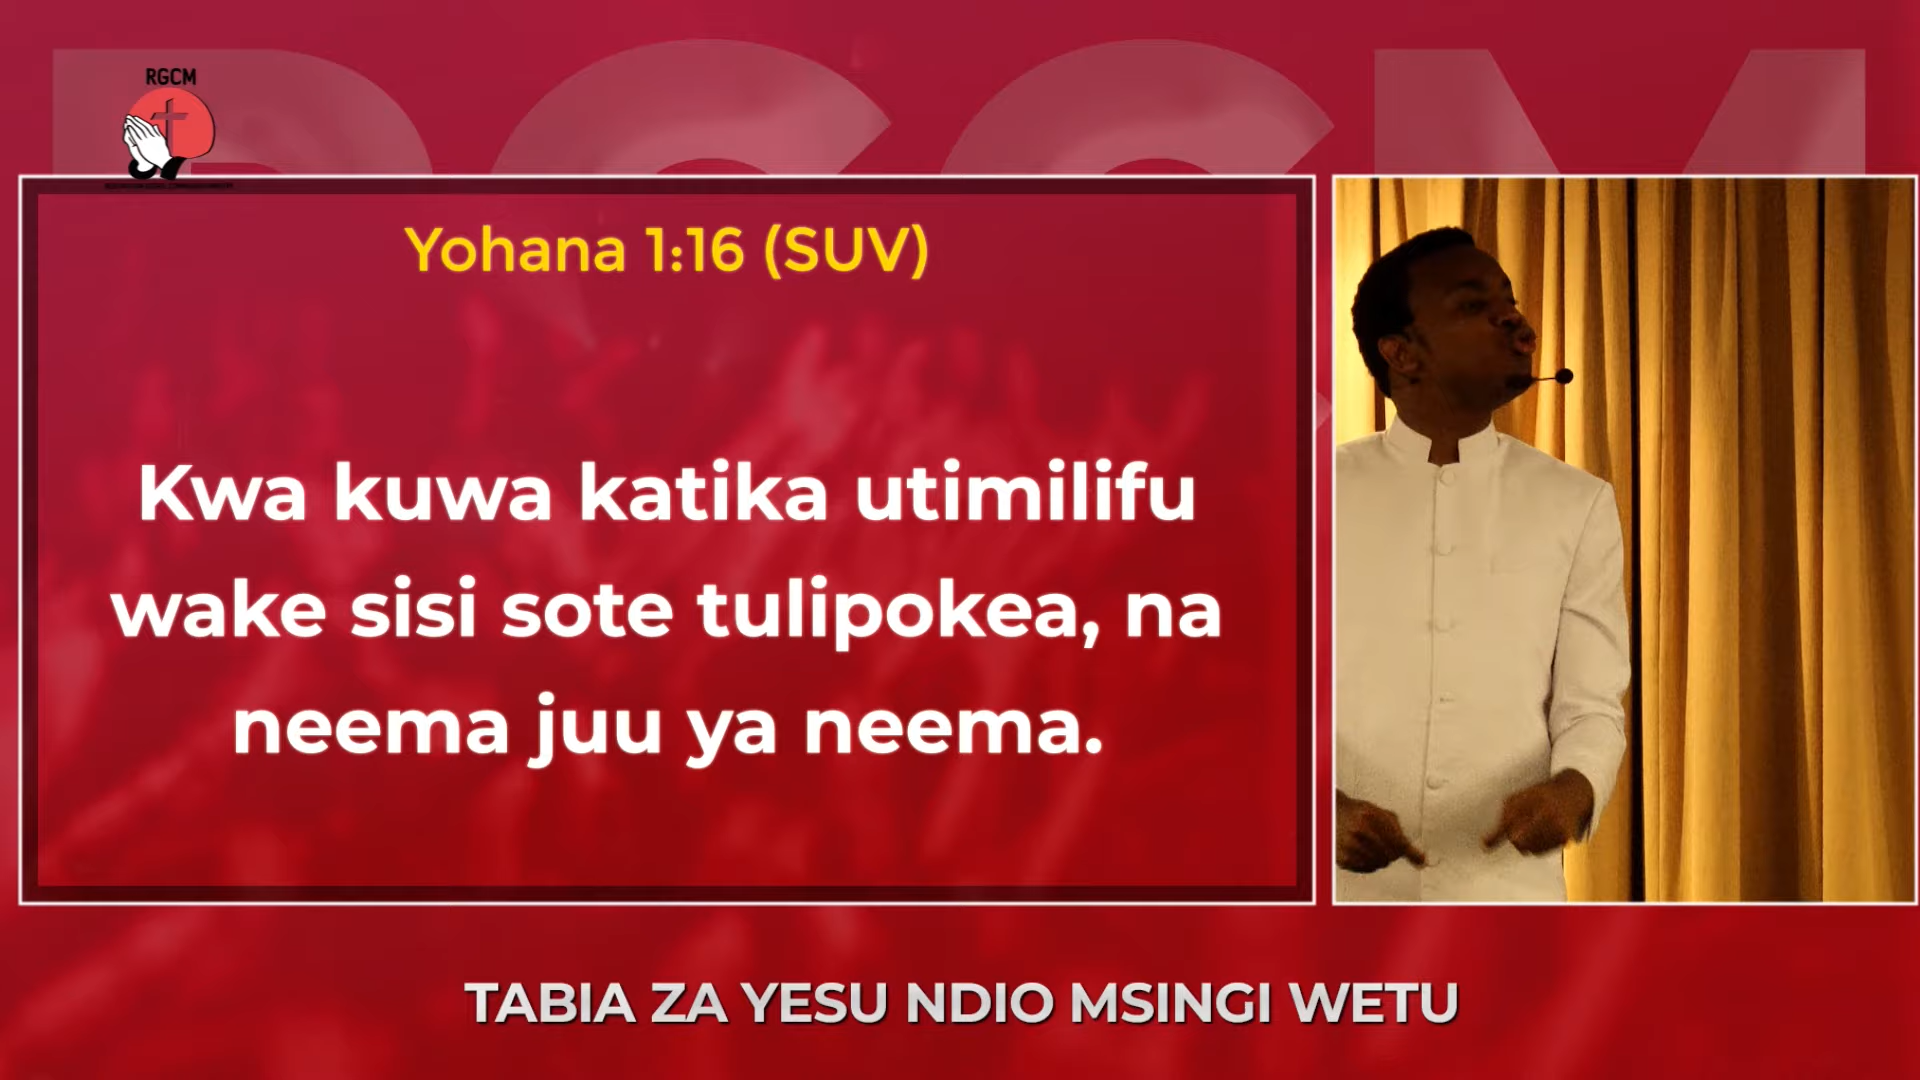 RGCM
RGCM
Yohana 1:16 (SUV)
Kwa kuwa katika utimilifu
wake sisi sote tulipokea, na
neema juu ya neema.
TABIA ZA YESU NDIO MSINGI WETU